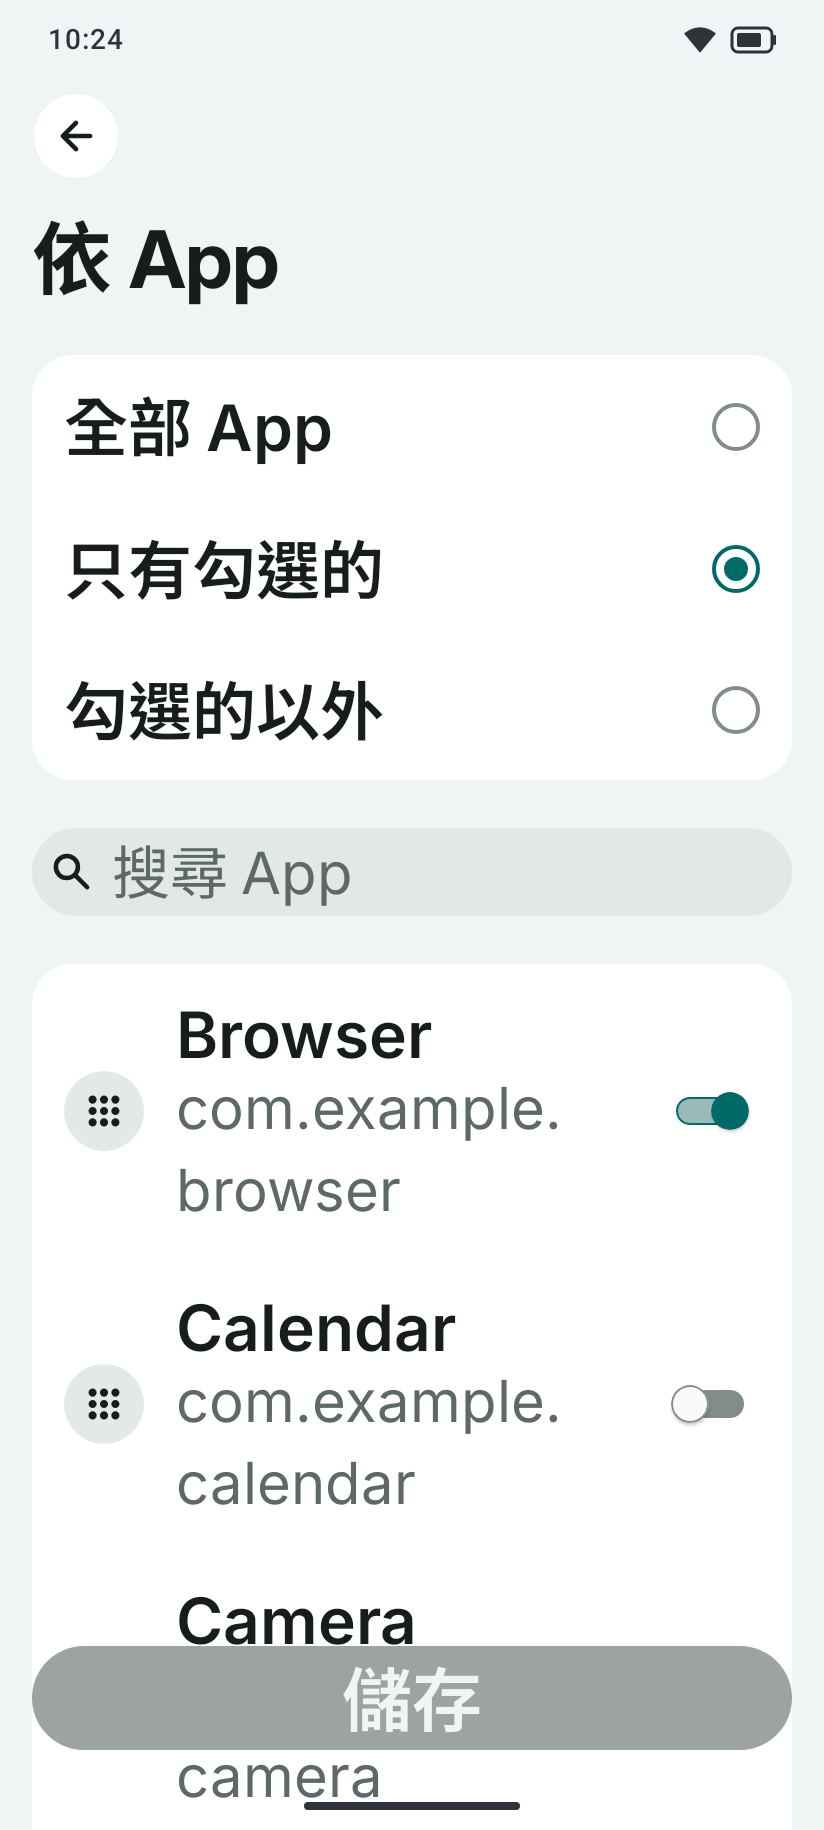 10:24
依 App
全部 App
只有勾選的
勾選的以外
搜尋 App
Browser
com.example.
browser
Calendar
com.example.
calendar
Camera
儲存
camera